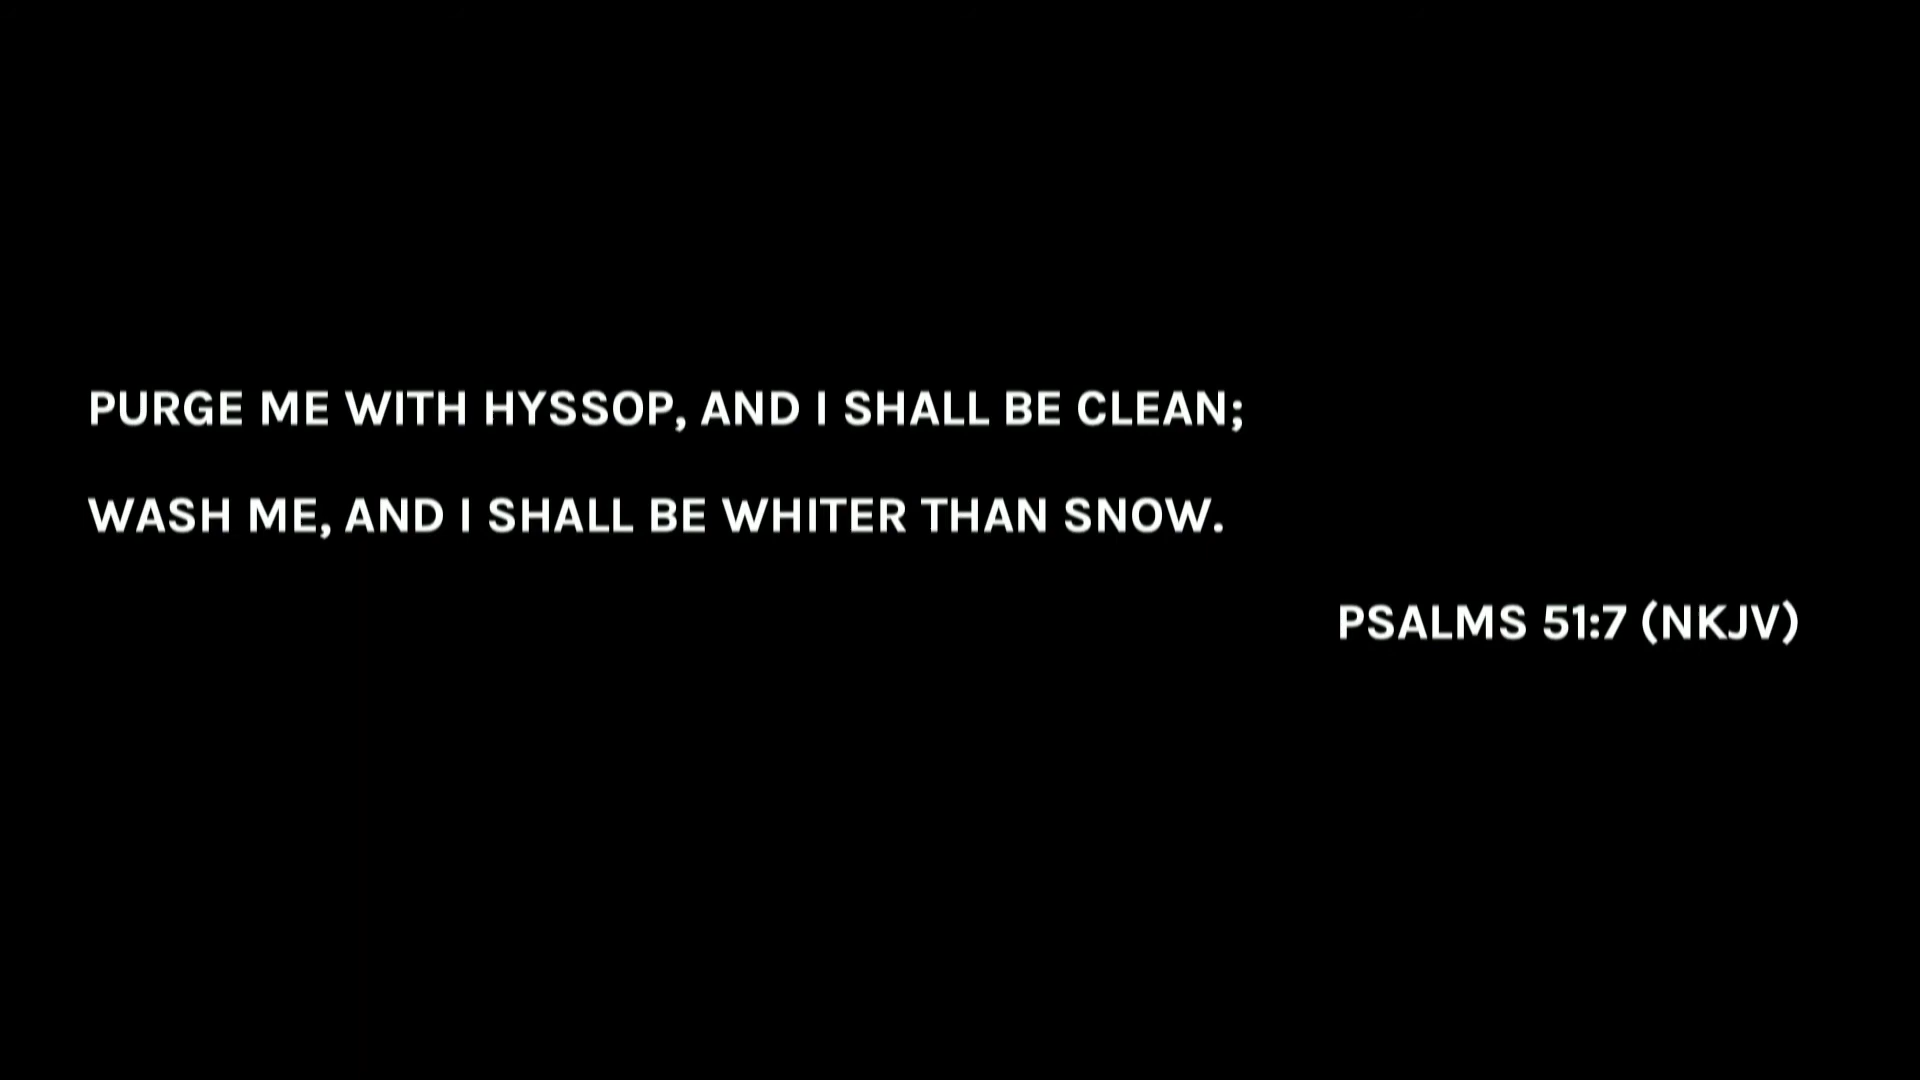 PURGE ME WITH HYSSOP, AND I SHALL BE CLEAN;
WASH ME, AND I SHALL BE WHITER THAN SNOW.
PSALMS 51:7 (NKJV)